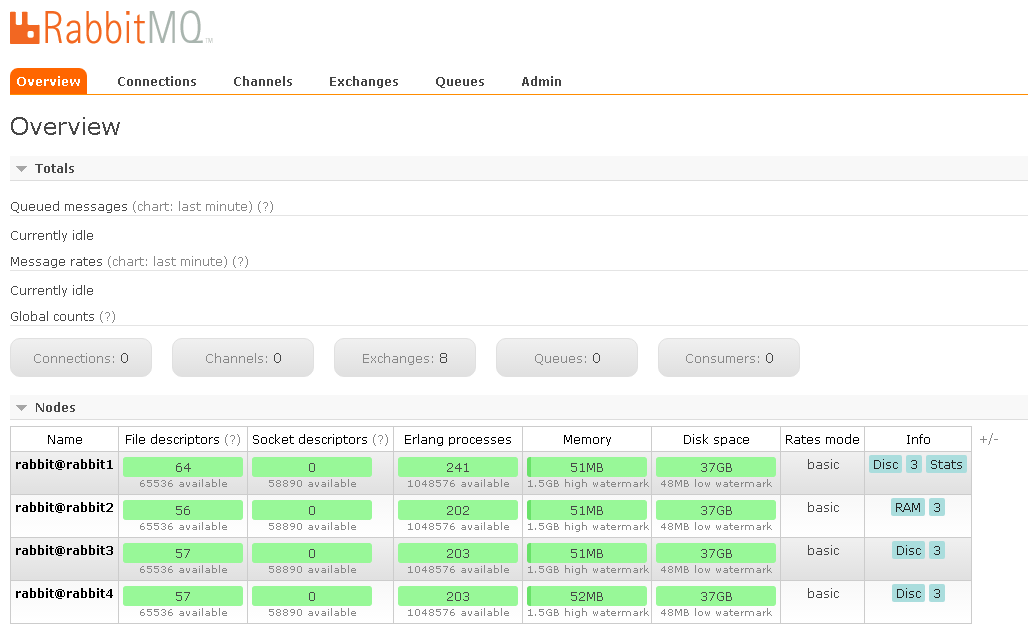 RabbitMQ™
Overview Connections Channels Exchanges Queues Admin
Overview
Totals
Queued messages (chart: last minute) (?)
Currently idle
Message rates (chart: last minute) (?)
Currently idle
Global counts (?)
Connections: 0 Channels: 0 Exchanges: 8 Queues: 0 Consumers: 0
Nodes
Name File descriptors (?) Socket descriptors (?) Erlang processes Memory Disk space Rates mode Info +/-
rabbit@rabbit1 64 0 241 51MB 37GB basic Disc 3 Stats
65536 available 58890 available 1048576 available 1.5GB high watermark 48MB low watermark
rabbit@rabbit2 56 0 202 51MB 37GB basic RAM 3
65536 available 58890 available 1048576 available 1.5GB high watermark 48MB low watermark
rabbit@rabbit3 57 0 203 51MB 37GB basic Disc 3
65536 available 58890 available 1048576 available 1.5GB high watermark 48MB low watermark
rabbit@rabbit4 57 0 203 52MB 37GB basic Disc 3
65536 available 58890 available 1048576 available 1.5GB high watermark 48MB low watermark